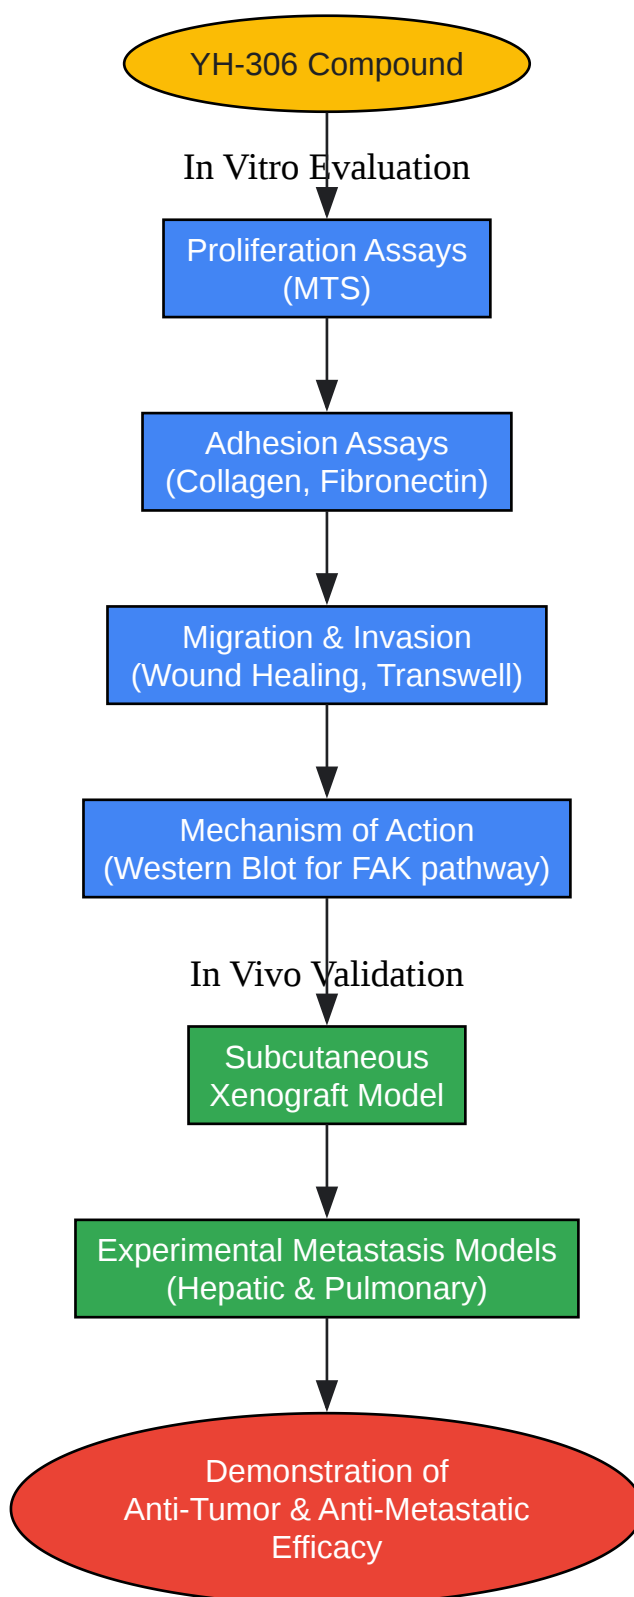 YH-306 Compound
In Vitro Evaluation
Proliferation Assays
(MTS)
Adhesion Assays
(Collagen, Fibronectin)
Migration & Invasion
(Wound Healing, Transwell)
Mechanism of Action
(Western Blot for FAK pathway)
In Vivo Validation
Subcutaneous
Xenograft Model
Experimental Metastasis Models
(Hepatic & Pulmonary)
Demonstration of
Anti-Tumor & Anti-Metastatic
Efficacy